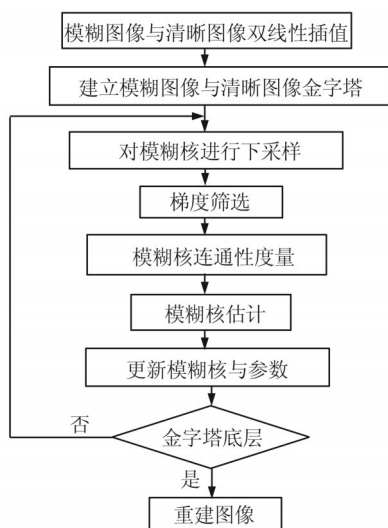 模糊图像与清晰图像双线性插值
建立模糊图像与清晰图像金字塔
对模糊核进行下采样
梯度筛选
模糊核连通性度量
模糊核估计
更新模糊核与参数
否
金字塔底层
是
重建图像